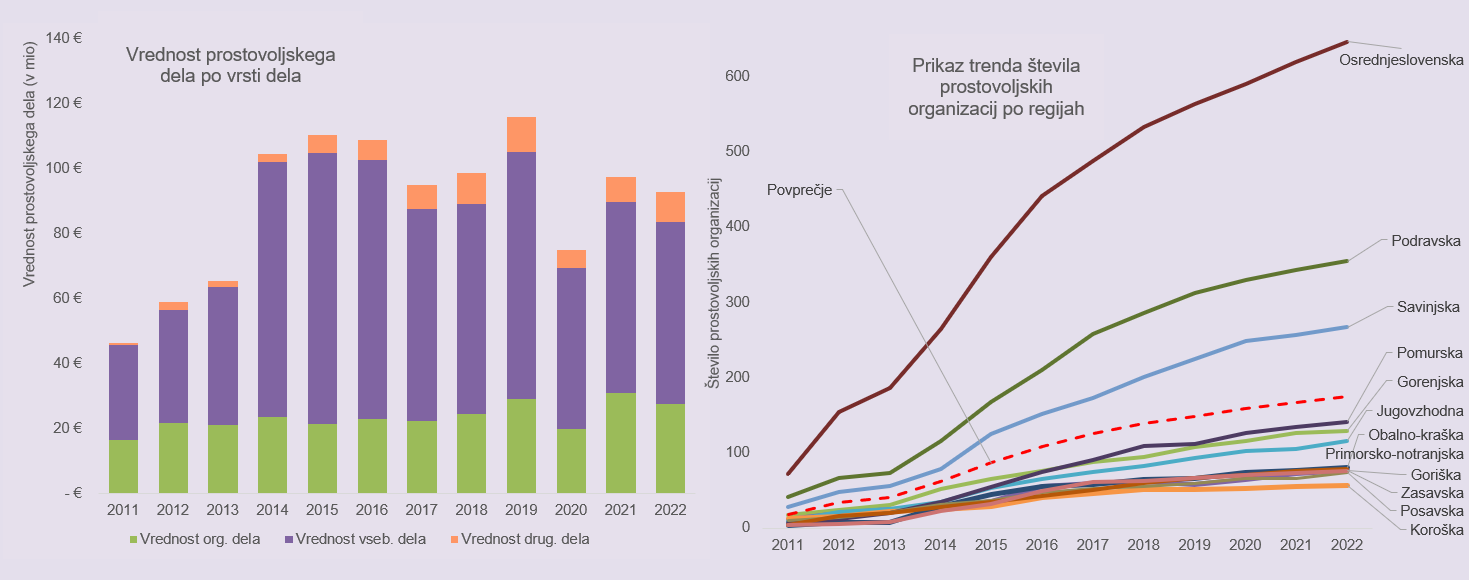 Vrednost prostovoljskega
dela po vrsti dela
Vrednost prostovoljskega dela (v mio)
140 €
120 €
100 €
80 €
60 €
40 €
20 €
- €
2011 2012 2013 2014 2015 2016 2017 2018 2019 2020 2021 2022
Vrednost org. dela Vrednost vseb. dela Vrednost drug. dela
Prikaz trenda števila
prostovoljskih
organizacij po regijah
Število prostovoljskih organizacij
600
500
400
300
200
100
0
2011 2012 2013 2014 2015 2016 2017 2018 2019 2020 2021 2022
Povprečje
Osrednjeslovenska
Podravska
Savinjska
Pomurska
Gorenjska
Jugovzhodna
Obalno-kraška
Primorsko-notranjska
Goriška
Zasavska
Posavska
Koroška